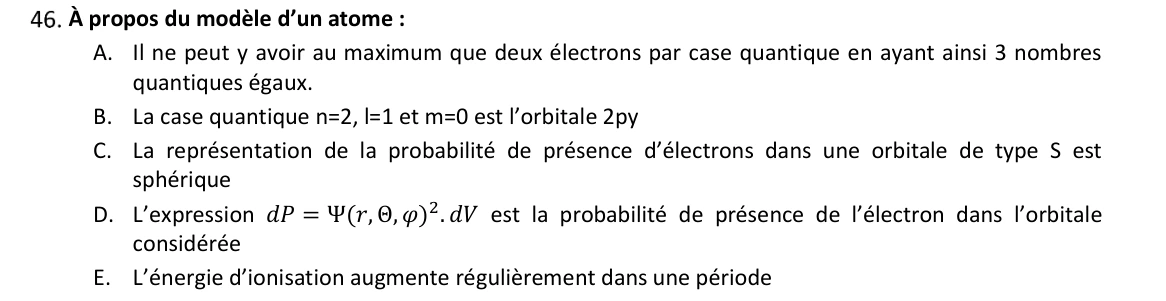 46. À propos du modèle d’un atome :
A. Il ne peut y avoir au maximum que deux électrons par case quantique en ayant ainsi 3 nombres
quantiques égaux.
B. La case quantique n=2, l=1 et m=0 est l’orbitale 2py
C. La représentation de la probabilité de présence d’électrons dans une orbitale de type S est
sphérique
D. L’expression dP = Ψ(r, Θ, φ)². dV est la probabilité de présence de l’électron dans l’orbitale
considérée
E. L’énergie d’ionisation augmente régulièrement dans une période